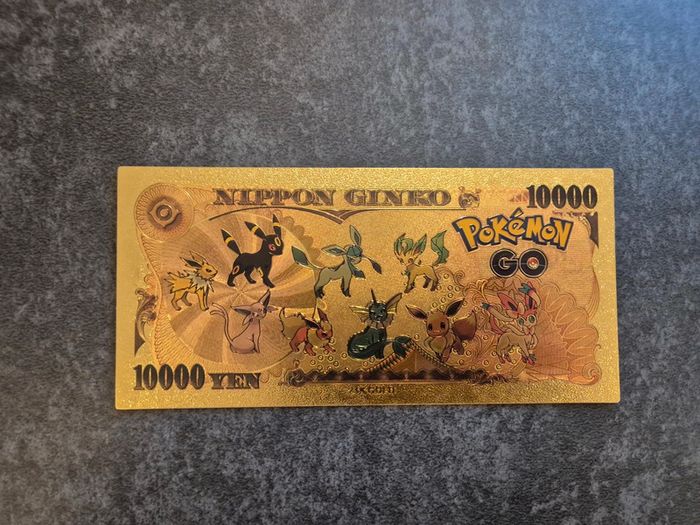 NIPPON GINKO
10000
POKéMON
GO
10000 YEN